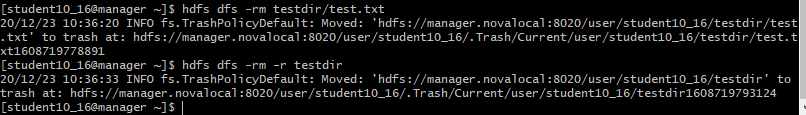 [student10_16@manager ~]$ hdfs dfs -rm testdir/test.txt
20/12/23 10:36:20 INFO fs.TrashPolicyDefault: Moved: 'hdfs://manager.novalocal:8020/user/student10_16/testdir/test
.txt' to trash at: hdfs://manager.novalocal:8020/user/student10_16/.Trash/Current/user/student10_16/testdir/test.t
xt1608719778891
[student10_16@manager ~]$ hdfs dfs -rm -r testdir
20/12/23 10:36:33 INFO fs.TrashPolicyDefault: Moved: 'hdfs://manager.novalocal:8020/user/student10_16/testdir' to
trash at: hdfs://manager.novalocal:8020/user/student10_16/.Trash/Current/user/student10_16/testdir1608719793124
[student10_16@manager ~]$